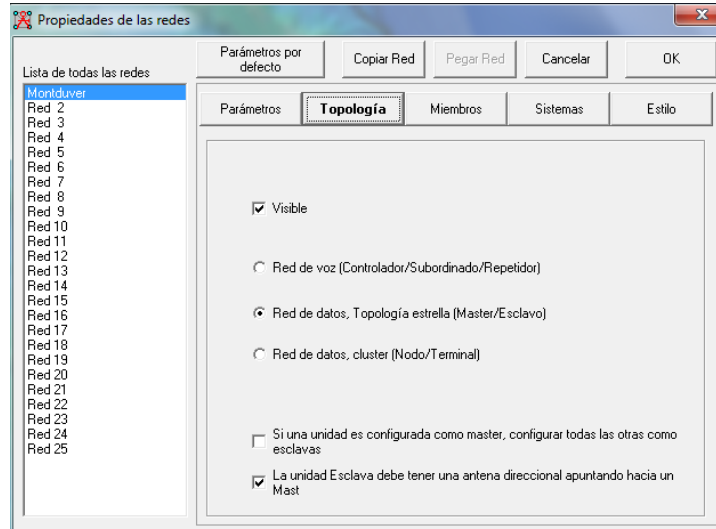 Propiedades de las redes
Lista de todas las redes
Montduver
Red 2
Red 3
Red 4
Red 5
Red 6
Red 7
Red 8
Red 9
Red 10
Red 11
Red 12
Red 13
Red 14
Red 15
Red 16
Red 17
Red 18
Red 19
Red 20
Red 21
Red 22
Red 23
Red 24
Red 25
Parámetros por
defecto
Copiar Red
Pegar Red
Cancelar
OK
Parámetros
Topología
Miembros
Sistemas
Estilo
Visible
Red de voz (Controlador/Subordinado/Repetidor)
Red de datos, Topología estrella (Master/Esclavo)
Red de datos, cluster (Nodo/Terminal)
Si una unidad es configurada como master, configurar todas las otras como
esclavas
La unidad Esclava debe tener una antena direccional apuntando hacia un
Mast